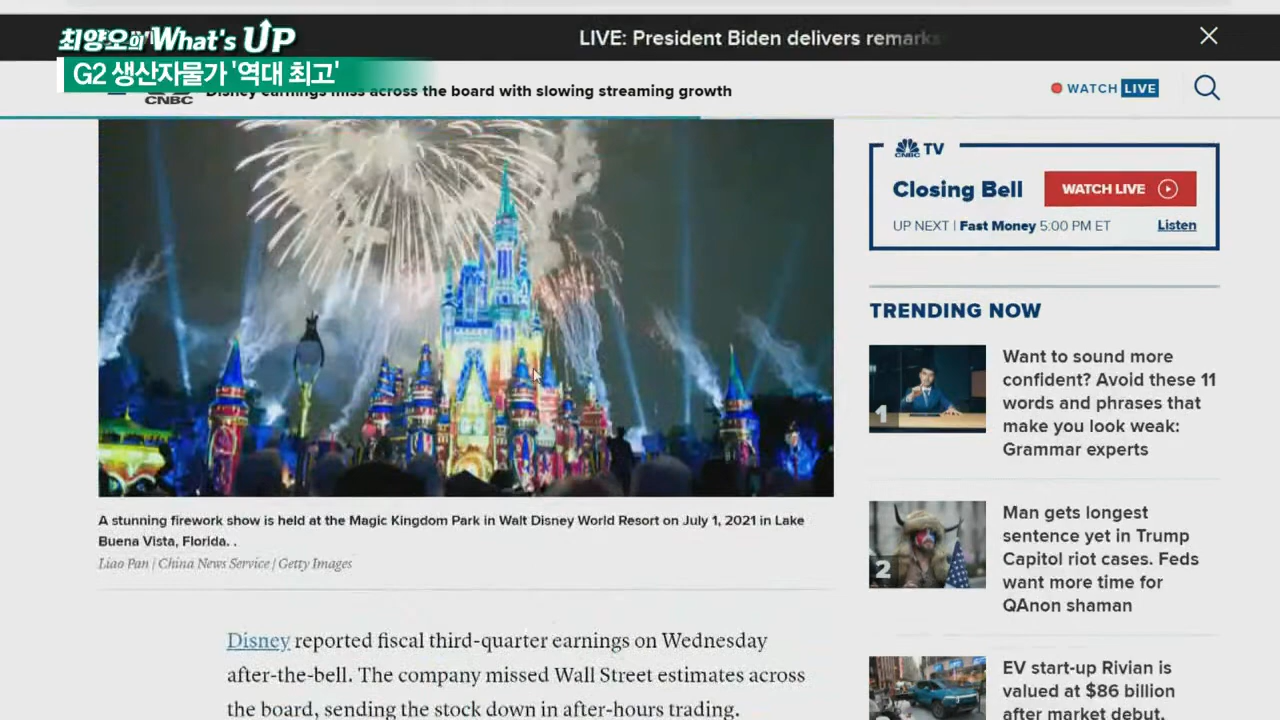 최양오의 What's UP
G2 생산자물가 '역대 최고'
LIVE: President Biden delivers remarks
CNBC
Disney earnings miss across the board with slowing streaming growth
WATCH LIVE
CNBC TV
Closing Bell
WATCH LIVE
UP NEXT | Fast Money 5:00 PM ET
Listen
A stunning firework show is held at the Magic Kingdom Park in Walt Disney World Resort on July 1, 2021 in Lake
Buena Vista, Florida. .
Liao Pan | China News Service | Getty Images
Disney reported fiscal third-quarter earnings on Wednesday
after-the-bell. The company missed Wall Street estimates across
the board, sending the stock down in after-hours trading.
TRENDING NOW
1
Want to sound more
confident? Avoid these 11
words and phrases that
make you look weak:
Grammar experts
2
Man gets longest
sentence yet in Trump
Capitol riot cases. Feds
want more time for
QAnon shaman
EV start-up Rivian is
valued at $86 billion
after market debut,